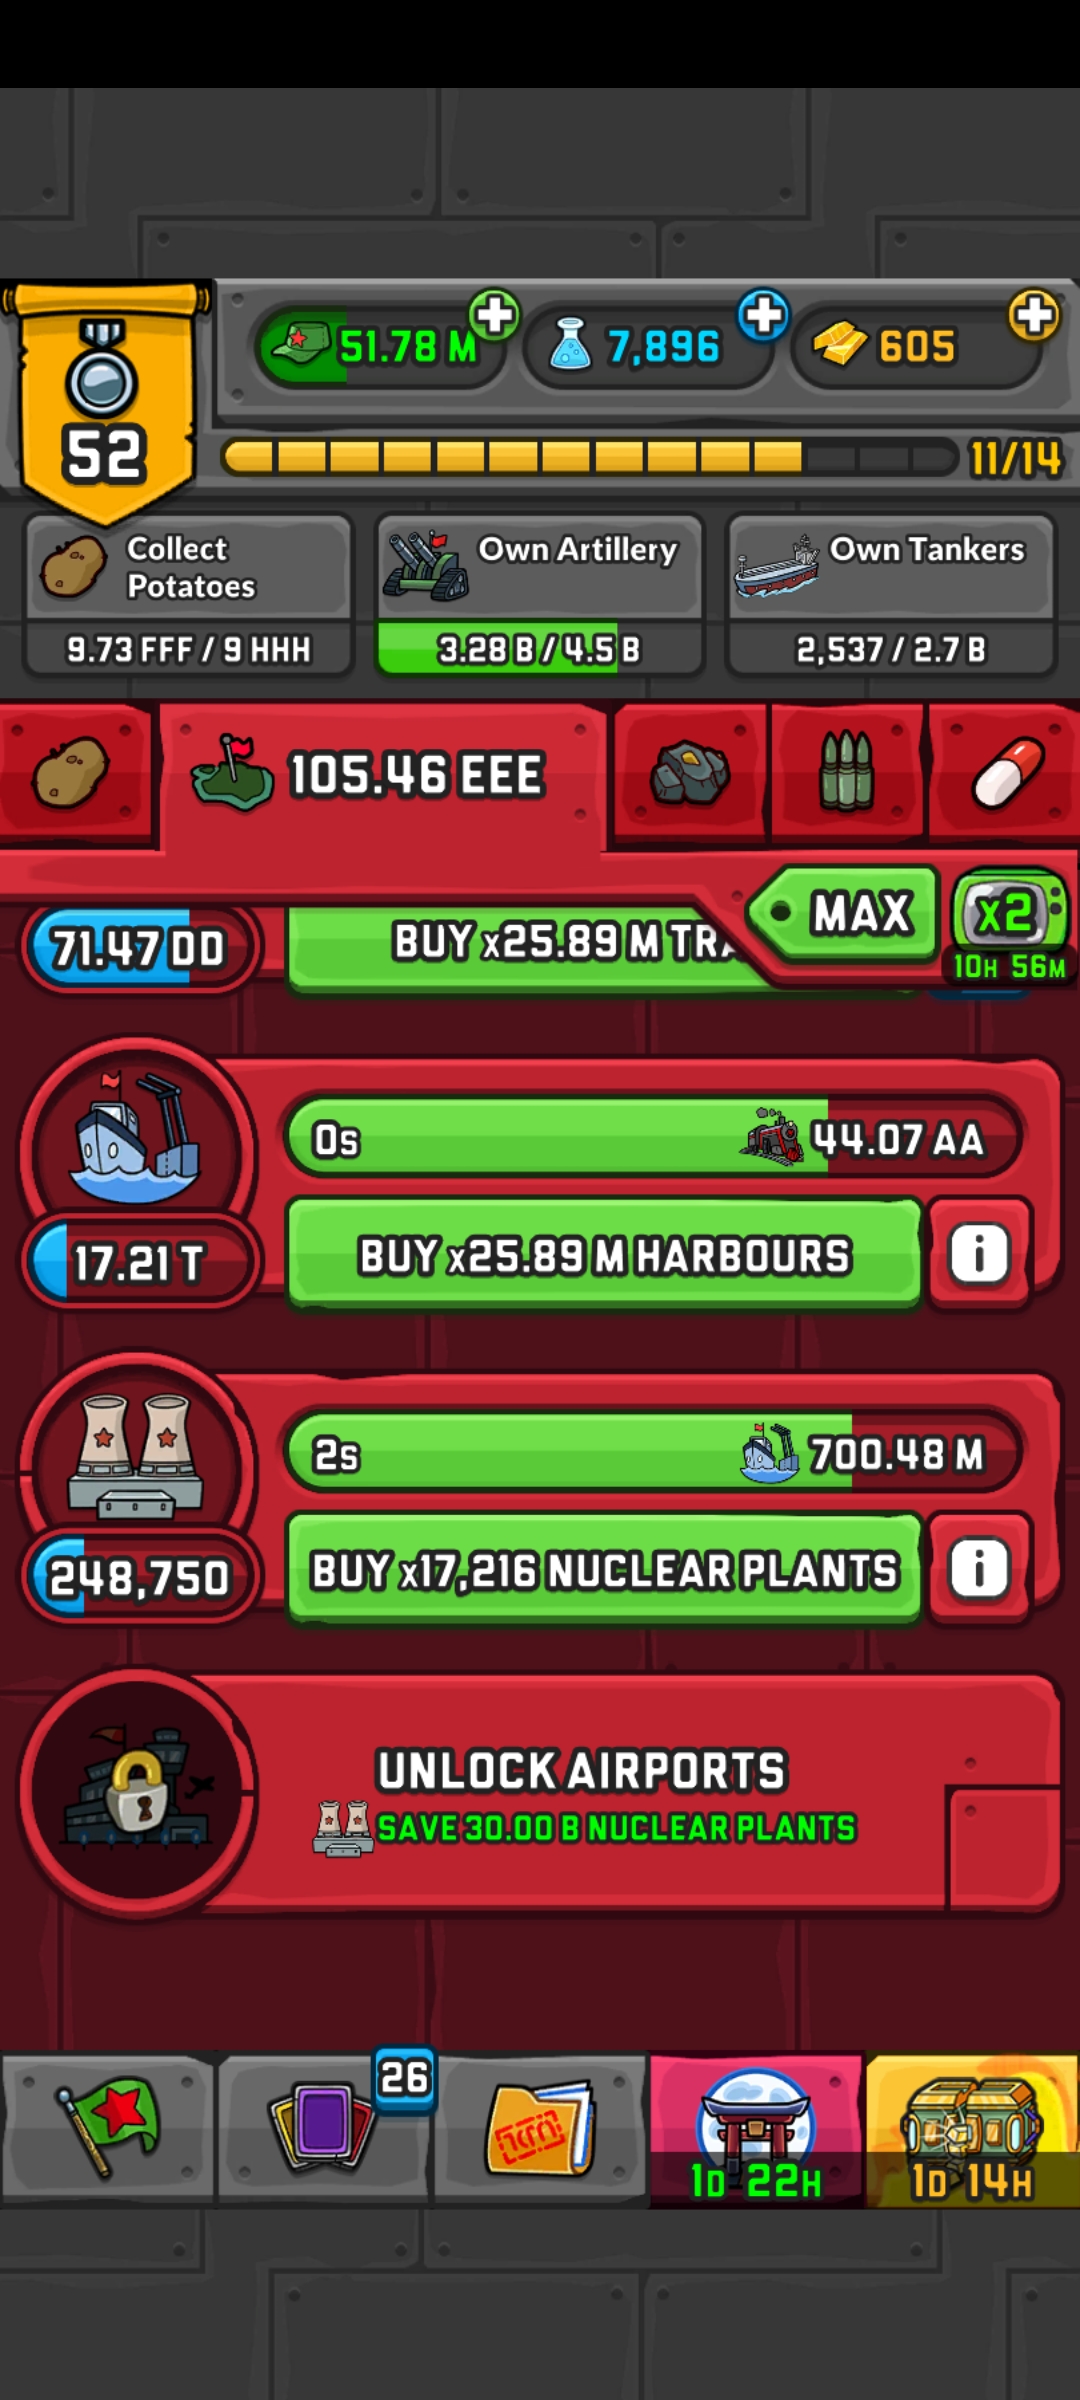 51.78 M
7,896
605
52
11/14
Collect
Potatoes
9.73 FFF / 9 HHH
Own Artillery
3.28 B / 4.5 B
Own Tankers
2,537 / 2.7 B
105.46 EEE
MAX
x2
10H 56M
71.47 DD
BUY x25.89 M
0s
44.07 AA
17.21 T
BUY x25.89 M HARBOURS
2s
700.48 M
248,750
BUY x17,216 NUCLEAR PLANTS
UNLOCK AIRPORTS
SAVE 30.00 B NUCLEAR PLANTS
26
1D 22H
1D 14H